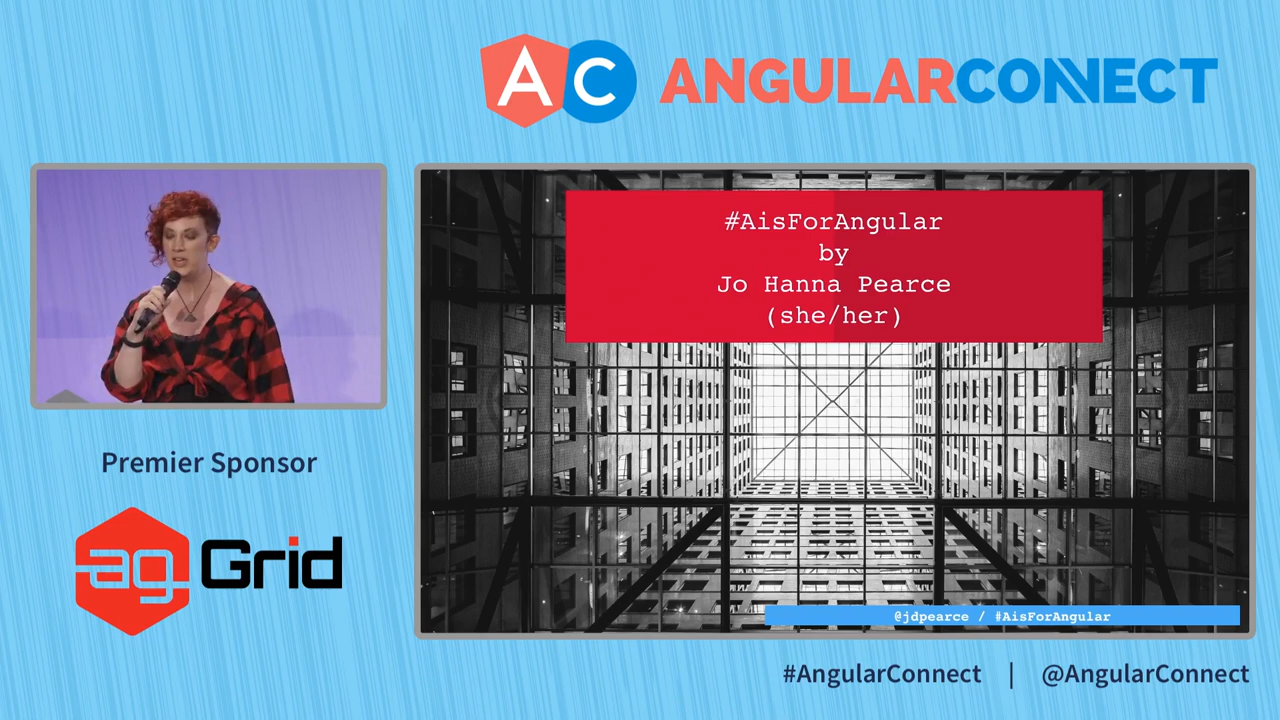 AC ANGULARCONNECT
#AisForAngular
by
Jo Hanna Pearce
(she/her)
@jdpearce / #AisForAngular
Premier Sponsor
ag Grid
#AngularConnect | @AngularConnect